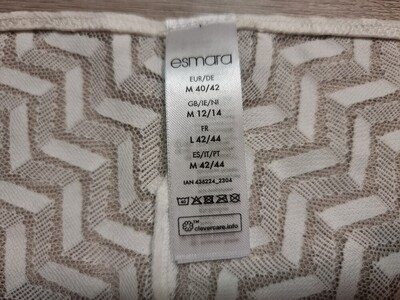 esmara
EUR/DE
M 40/42
GB/IE/NI
M 12/14
FR
L 42/44
ES/IT/PT
M 42/44
IAN 436224_2304
™
clevercare.info